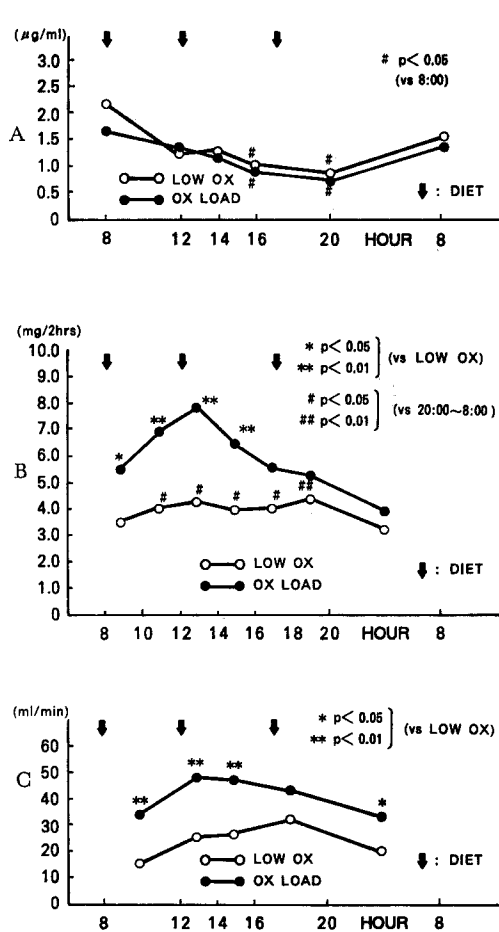 (μg/ml)
3.0
# p< 0.05
(vs 8:00)
2.5
2.0
A
1.5
#
1.0
#
LOW OX
#
0.5
OX LOAD
#
: DIET
0
8 12 14 16 20 HOUR 8
(mg/2hrs)
10.0
* p< 0.05
** p< 0.01
(vs LOW OX)
9.0
8.0
**
# p< 0.05
## p< 0.01
(vs 20:00~8:00)
7.0
**
**
6.0
*
B
5.0
# # # # ##
4.0
3.0
2.0
LOW OX
: DIET
1.0
OX LOAD
0
8 10 12 14 16 18 20 HOUR 8
(ml/min)
* p< 0.05
** p< 0.01
(vs LOW OX)
60
50
** **
C
40
** *
30
20
LOW OX
: DIET
10
OX LOAD
0
8 12 14 16 20 HOUR 8